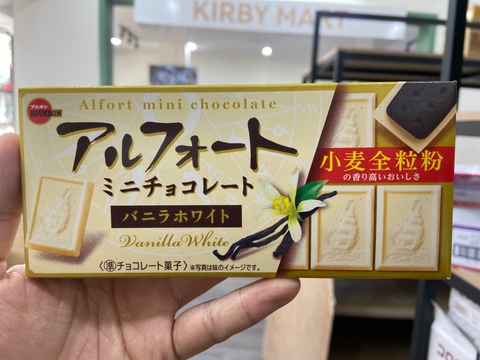 KIRBY MART
ブルボン
BOURBON
Alfort mini chocolate
アルフォート
ミニチョコレート
バニラホワイト
Vanilla White
小麦全粒粉
の香り高いおいしさ
〈準チョコレート菓子〉 ※写真は味のイメージです。